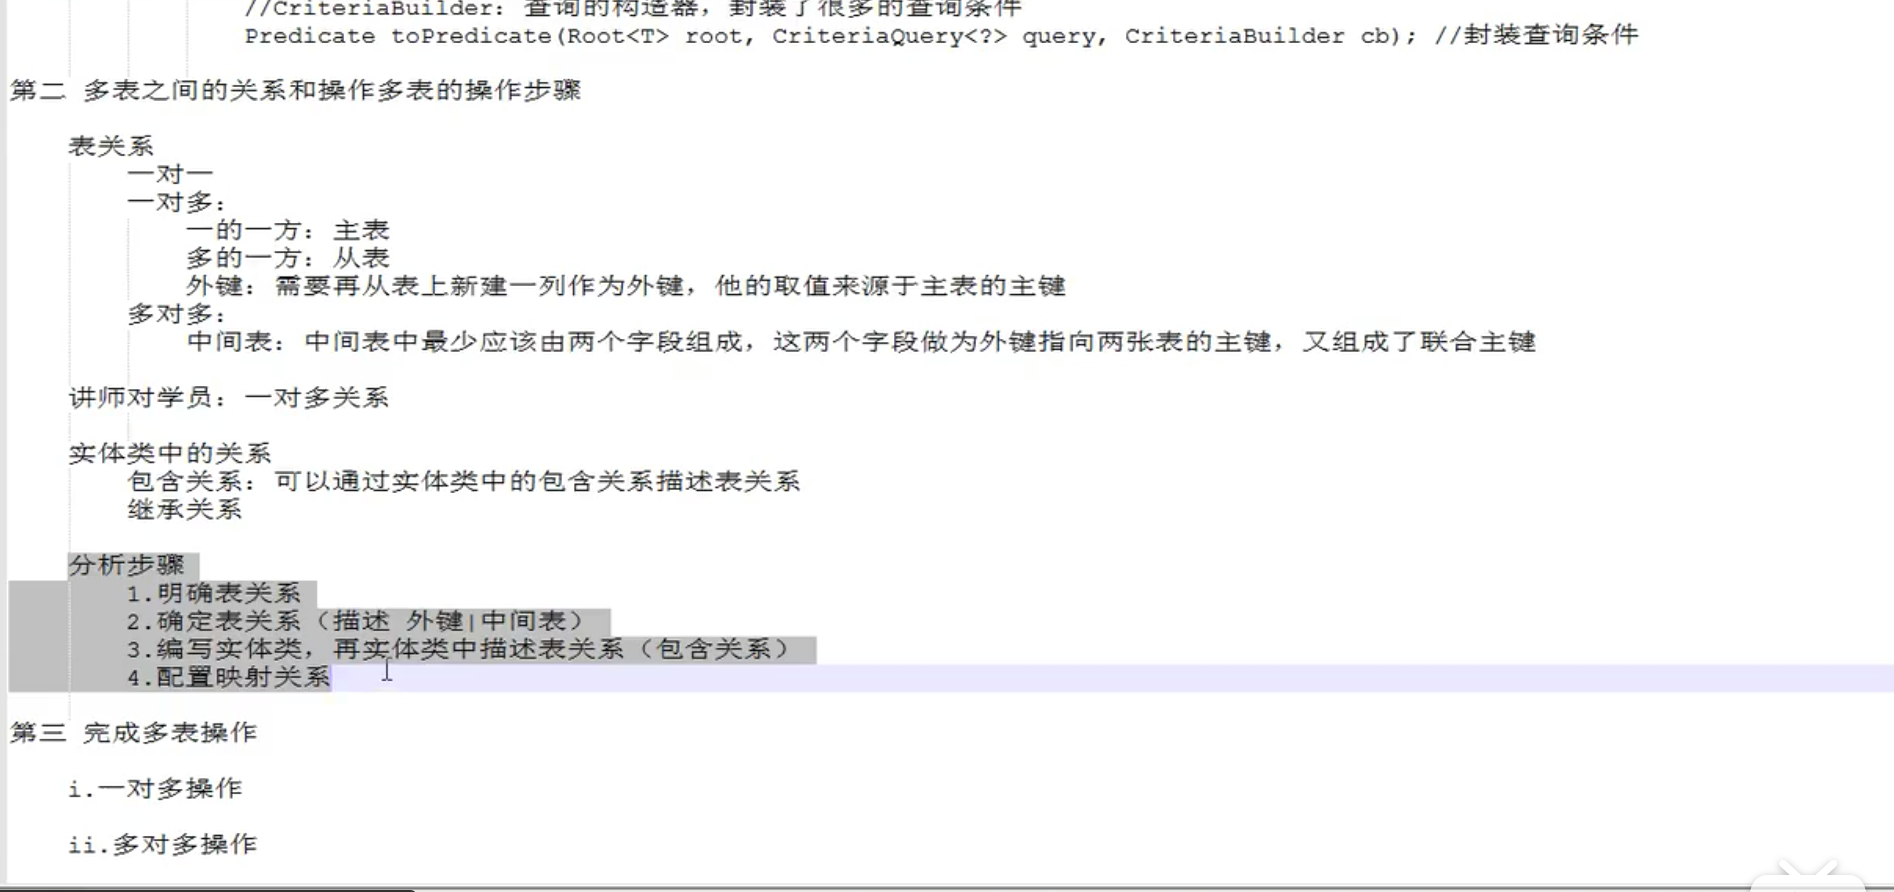 //CriteriaBuilder：查询的构造器，封装了很多的查询条件
Predicate toPredicate(Root<T> root, CriteriaQuery<?> query, CriteriaBuilder cb); //封装查询条件
第二 多表之间的关系和操作多表的操作步骤
表关系
一对一
一对多：
一的一方：主表
多的一方：从表
外键：需要再从表上新建一列作为外键，他的取值来源于主表的主键
多对多：
中间表：中间表中最少应该由两个字段组成，这两个字段做为外键指向两张表的主键，又组成了联合主键
讲师对学员：一对多关系
实体类中的关系
包含关系：可以通过实体类中的包含关系描述表关系
继承关系
分析步骤
1.明确表关系
2.确定表关系（描述 外键|中间表）
3.编写实体类，再实体类中描述表关系（包含关系）
4.配置映射关系
第三 完成多表操作
i.一对多操作
ii.多对多操作